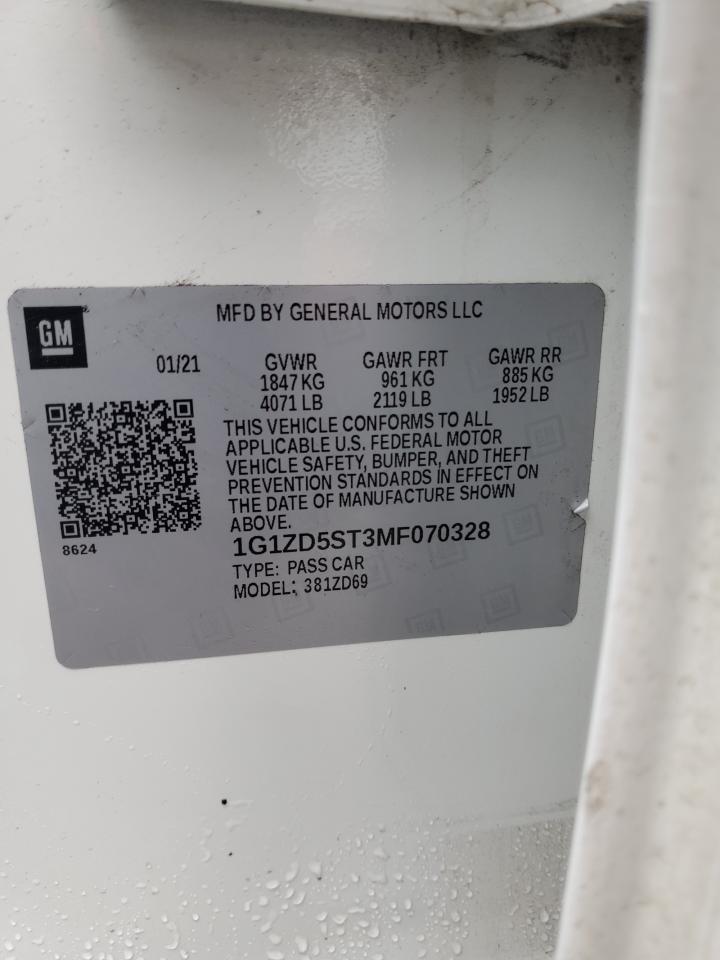 GM
MFD BY GENERAL MOTORS LLC
01/21
GVWR GAWR FRT GAWR RR
1847 KG 961 KG 885 KG
4071 LB 2119 LB 1952 LB
THIS VEHICLE CONFORMS TO ALL
APPLICABLE U.S. FEDERAL MOTOR
VEHICLE SAFETY, BUMPER, AND THEFT
PREVENTION STANDARDS IN EFFECT ON
THE DATE OF MANUFACTURE SHOWN
ABOVE.
8624
1G1ZD5ST3MF070328
TYPE: PASS CAR
MODEL: 381ZD69